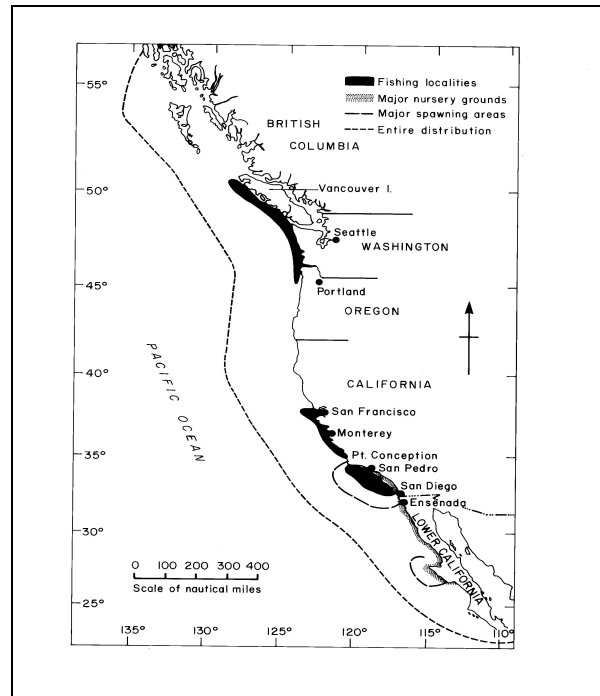 55°
50°
45°
40°
35°
30°
25°
Fishing localities
Major nursery grounds
Major spawning areas
Entire distribution
BRITISH
COLUMBIA
Vancouver I.
Seattle
WASHINGTON
Portland
OREGON
PACIFIC OCEAN
CALIFORNIA
San Francisco
Monterey
Pt. Conception
San Pedro
San Diego
Ensenada
LOWER CALIFORNIA
0 100 200 300 400
Scale of nautical miles
135° 130° 125° 120° 115° 110°